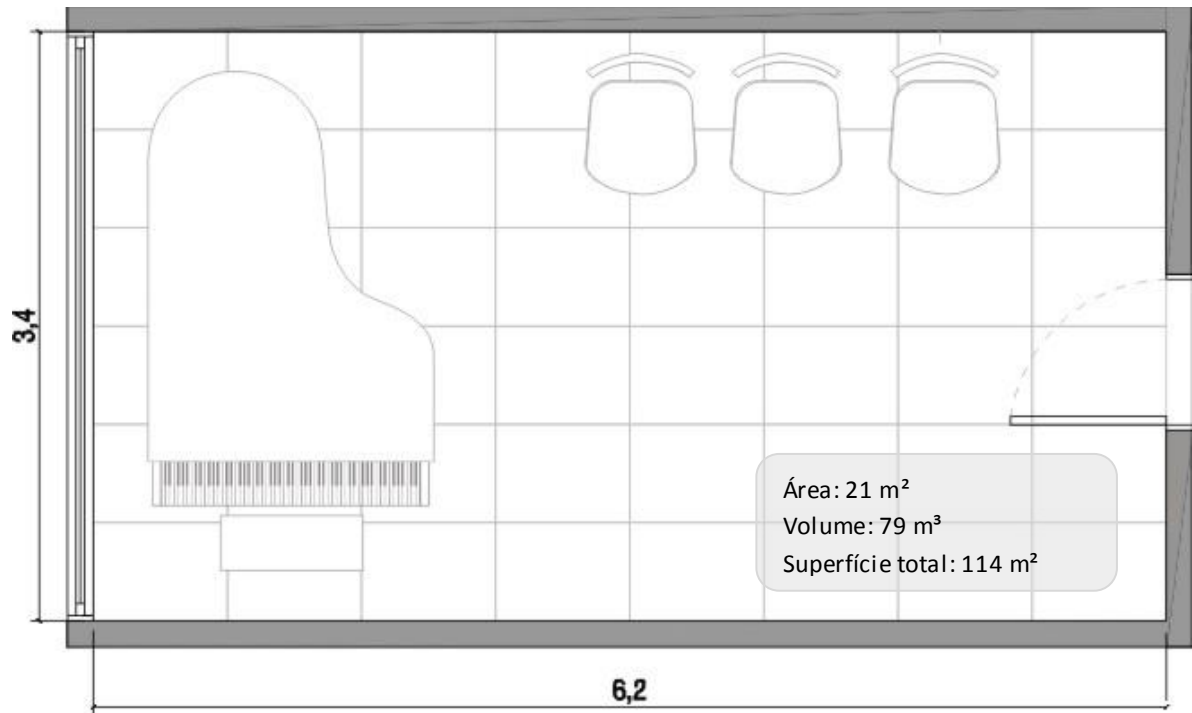 3,4
Área: 21 m²
Volume: 79 m³
Superfície total: 114 m²
6,2